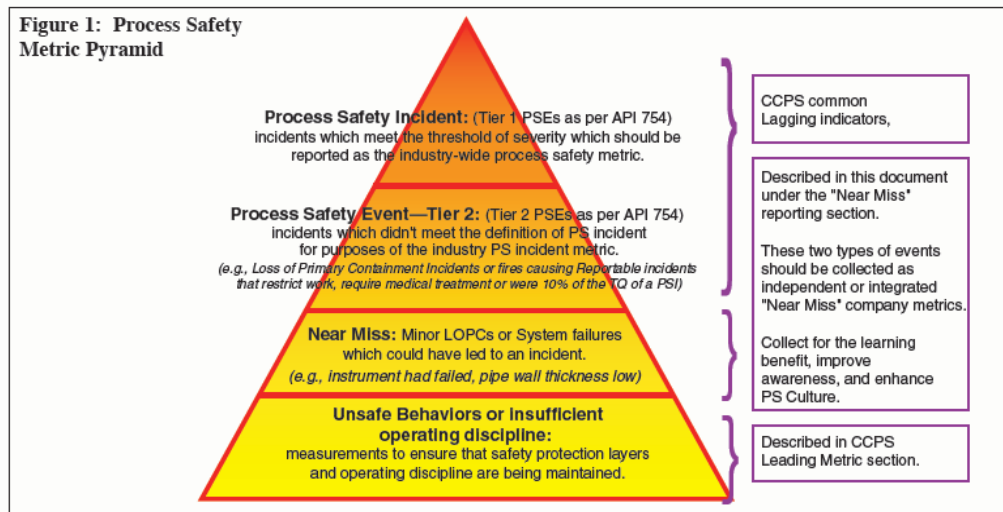 Figure 1: Process Safety
Metric Pyramid
Process Safety Incident: (Tier 1 PSEs as per API 754)
incidents which meet the threshold of severity which should be
reported as the industry-wide process safety metric.
Process Safety Event—Tier 2: (Tier 2 PSEs as per API 754)
incidents which didn't meet the definition of PS incident
for purposes of the industry PS incident metric.
(e.g., Loss of Primary Containment Incidents or fires causing Reportable incidents
that restrict work, require medical treatment or were 10% of the TQ of a PSI)
Near Miss: Minor LOPCs or System failures
which could have led to an incident.
(e.g., instrument had failed, pipe wall thickness low)
Unsafe Behaviors or insufficient
operating discipline:
measurements to ensure that safety protection layers
and operating discipline are being maintained.
CCPS common
Lagging indicators,
Described in this document
under the "Near Miss"
reporting section.
These two types of events
should be collected as
independent or integrated
"Near Miss" company metrics.
Collect for the learning
benefit, improve
awareness, and enhance
PS Culture.
Described in CCPS
Leading Metric section.